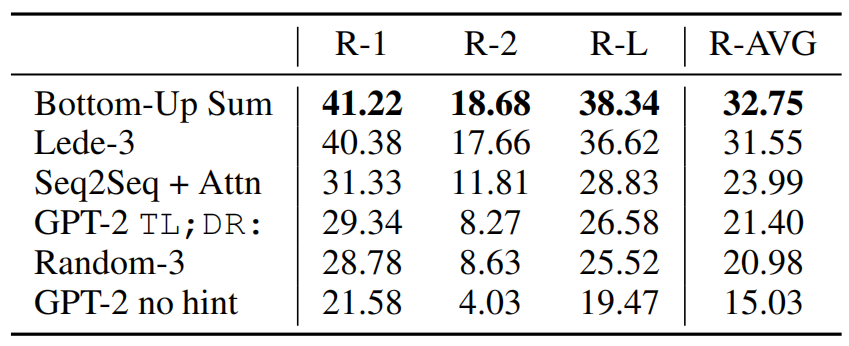 R-1 R-2 R-L R-AVG
Bottom-Up Sum 41.22 18.68 38.34 32.75
Lede-3 40.38 17.66 36.62 31.55
Seq2Seq + Attn 31.33 11.81 28.83 23.99
GPT-2 TL;DR: 29.34 8.27 26.58 21.40
Random-3 28.78 8.63 25.52 20.98
GPT-2 no hint 21.58 4.03 19.47 15.03